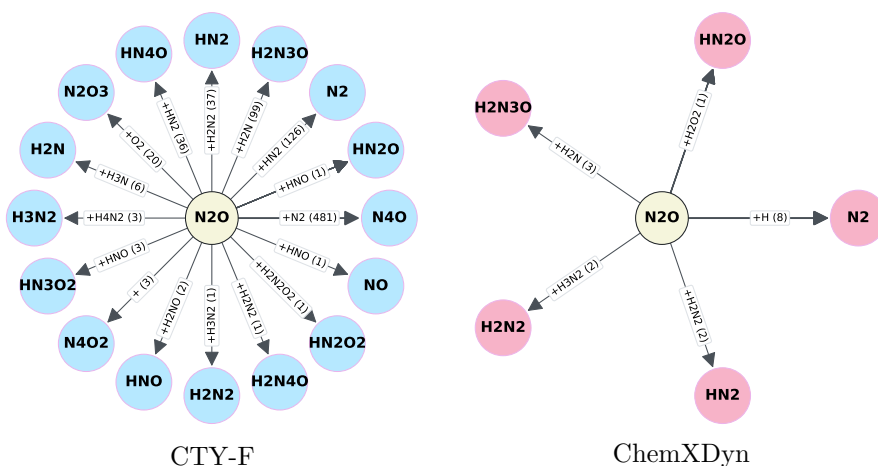 HN2
HN4O
H2N3O
HN2O
N2O3
N2
H2N3O
H2N
HN2O
H3N2
N2O
N4O
N2O
N2
HN3O2
NO
N4O2
HN2O2
H2N2
HNO
H2N4O
H2N2
HN2
+H2N2 (37)
+H2N (99)
+HN2 (126)
+HNO (1)
+N2 (481)
+HNO (1)
+H2N2O2 (1)
+H2N2 (1)
+H3N2 (1)
+H2NO (2)
+ (3)
+HNO (3)
+H4N2 (3)
+H3N (6)
+O2 (20)
+HN2 (36)
+H2O2 (1)
+H2N (3)
+H (8)
+H3N2 (2)
+H2N2 (2)
CTY-F
ChemXDyn